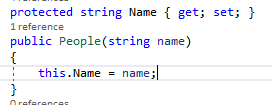 protected string Name { get; set; }
1 reference
public People(string name)
{
this.Name = name;
}
0 references